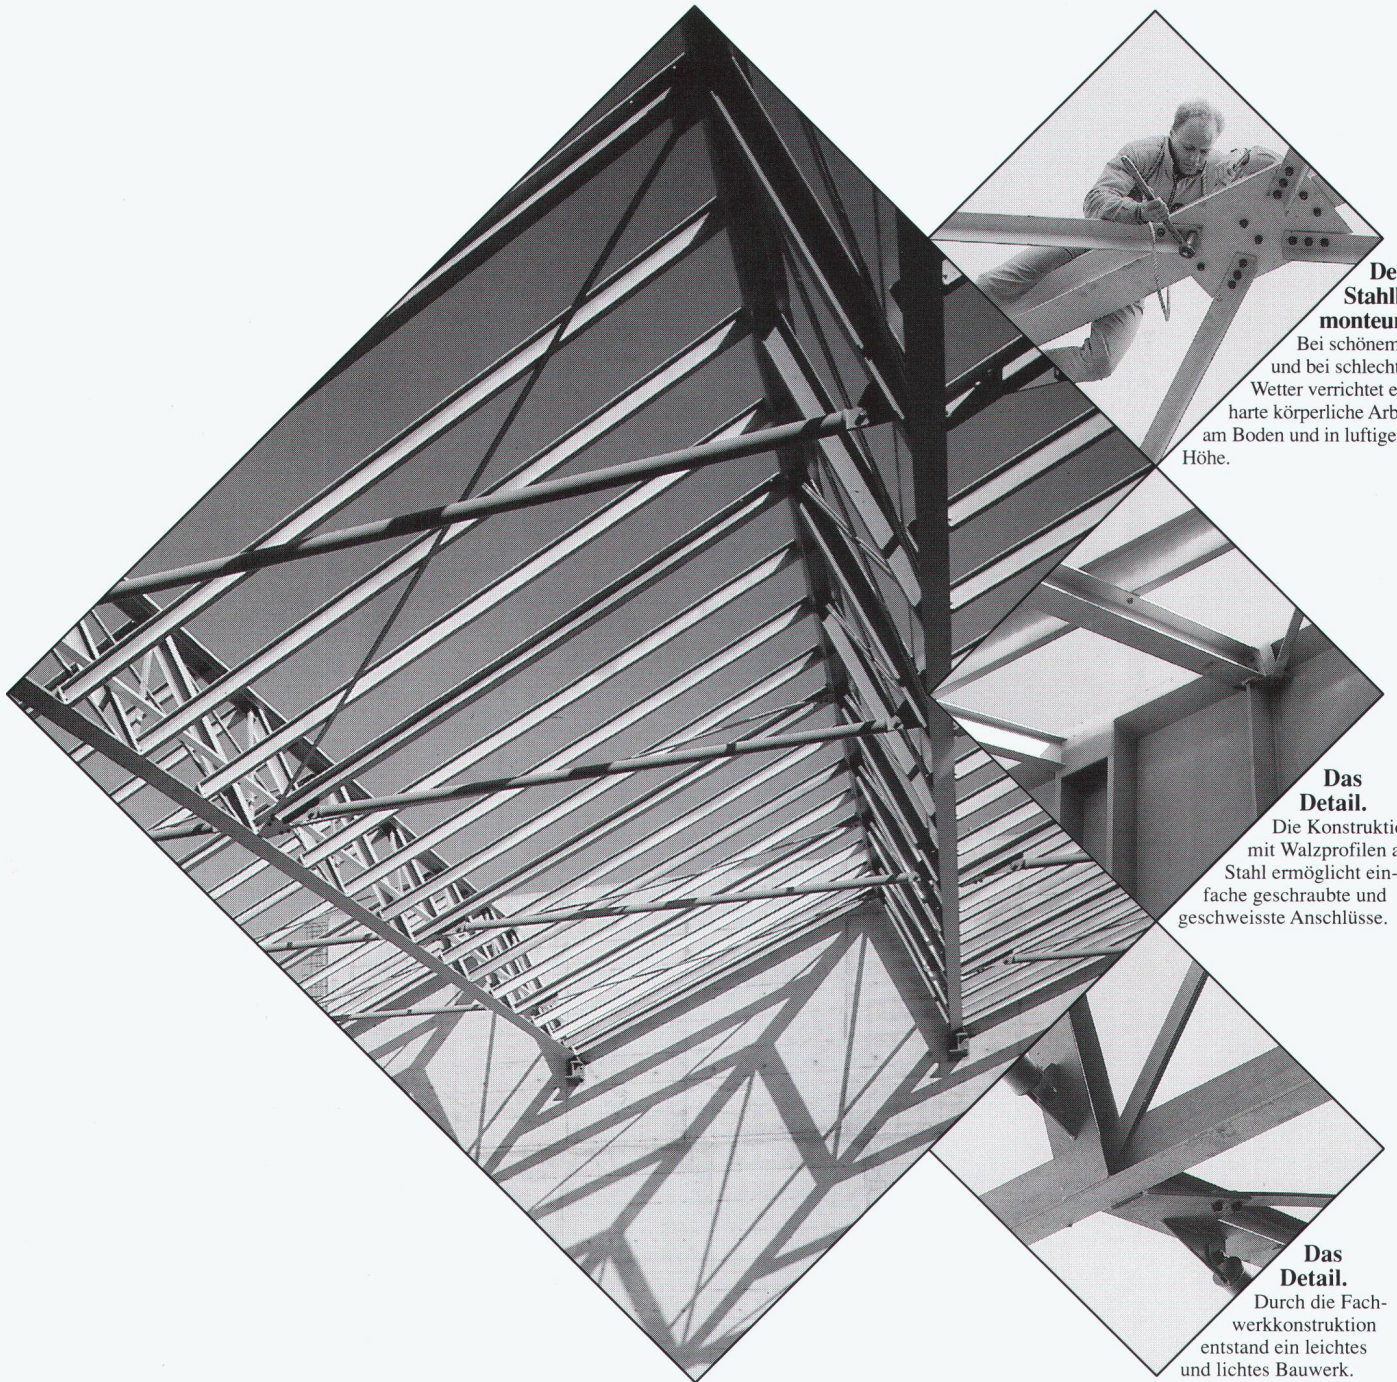 De
Stahl
monteur
Bei schönem
und bei schlecht
Wetter verrichtet e
harte körperliche Arb
am Boden und in luftige
Höhe.
Das
Detail.
Die Konstrukti
mit Walzprofilen a
Stahl ermöglicht ein-
fache geschraubte und
geschweisste Anschlüsse.
Das
Detail.
Durch die Fach-
werkkonstruktion
entstand ein leichtes
und lichtes Bauwerk.